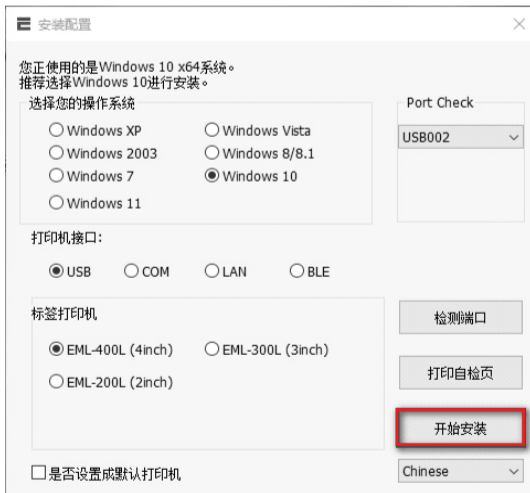 安装配置
您正使用的是Windows 10 x64系统。
推荐选择Windows 10进行安装。
选择您的操作系统
Windows XP
Windows Vista
Windows 2003
Windows 8/8.1
Windows 7
Windows 10
Windows 11
Port Check
USB002
打印机接口:
USB
COM
LAN
BLE
标签打印机
EML-400L (4inch)
EML-300L (3inch)
EML-200L (2inch)
检测端口
打印自检页
开始安装
是否设置成默认打印机
Chinese